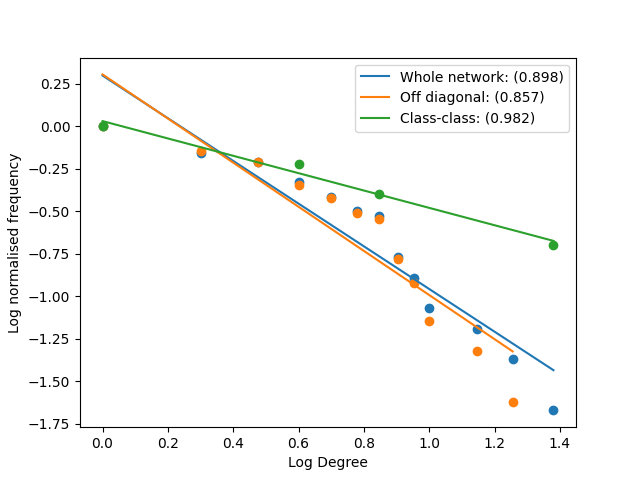 Whole network: (0.898)
Off diagonal: (0.857)
Class-class: (0.982)
0.25
0.00
−0.25
−0.50
−0.75
−1.00
−1.25
−1.50
−1.75
Log normalised frequency
0.0 0.2 0.4 0.6 0.8 1.0 1.2 1.4
Log Degree